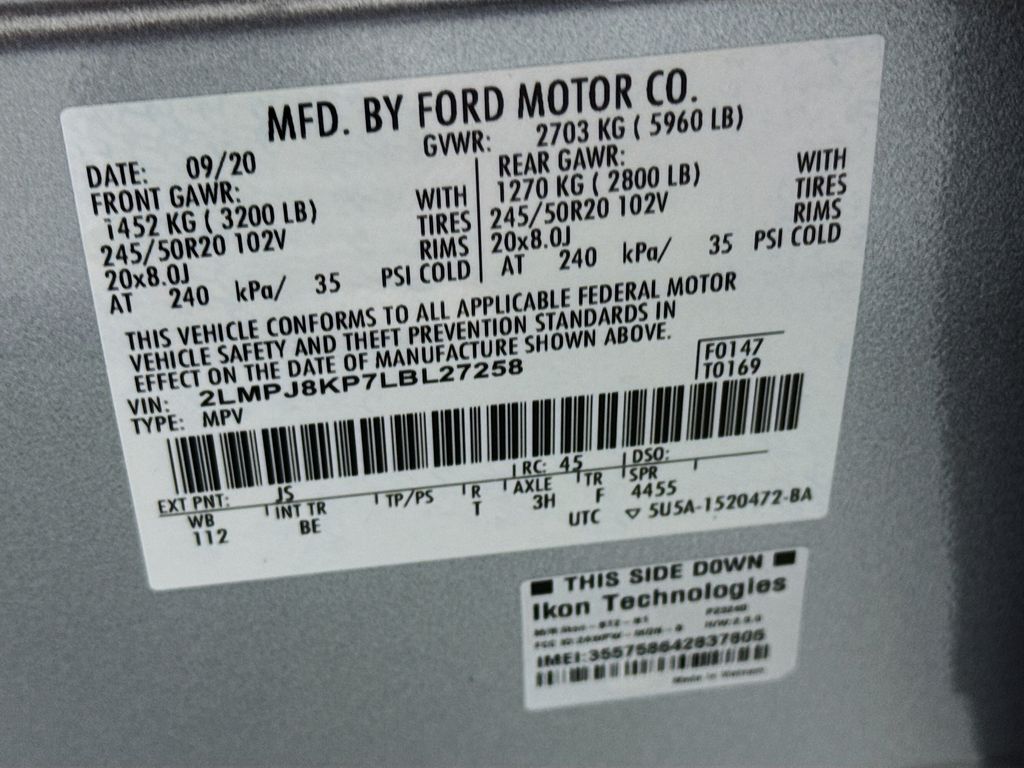 MFD. BY FORD MOTOR CO.
DATE: 09/20
GVWR: 2703 KG ( 5960 LB)
FRONT GAWR:
1452 KG ( 3200 LB) WITH
245/50R20 102V TIRES
20x8.0J RIMS
AT 240 kPa/ 35 PSI COLD
REAR GAWR:
1270 KG ( 2800 LB) WITH
245/50R20 102V TIRES
20x8.0J RIMS
AT 240 kPa/ 35 PSI COLD
THIS VEHICLE CONFORMS TO ALL APPLICABLE FEDERAL MOTOR
VEHICLE SAFETY AND THEFT PREVENTION STANDARDS IN
EFFECT ON THE DATE OF MANUFACTURE SHOWN ABOVE.
VIN: 2LMPJ8KP7LBL27258
TYPE: MPV
F0147
T0169
EXT PNT: JS RC: 45 DSO:
WB INT TR TP/PS R AXLE TR SPR
112 BE T 3H F 4455
UTC ▽ 5U5A-1520472-BA
THIS SIDE DOWN
Ikon Technologies
IMEI:355758642837805
Made in Vietnam